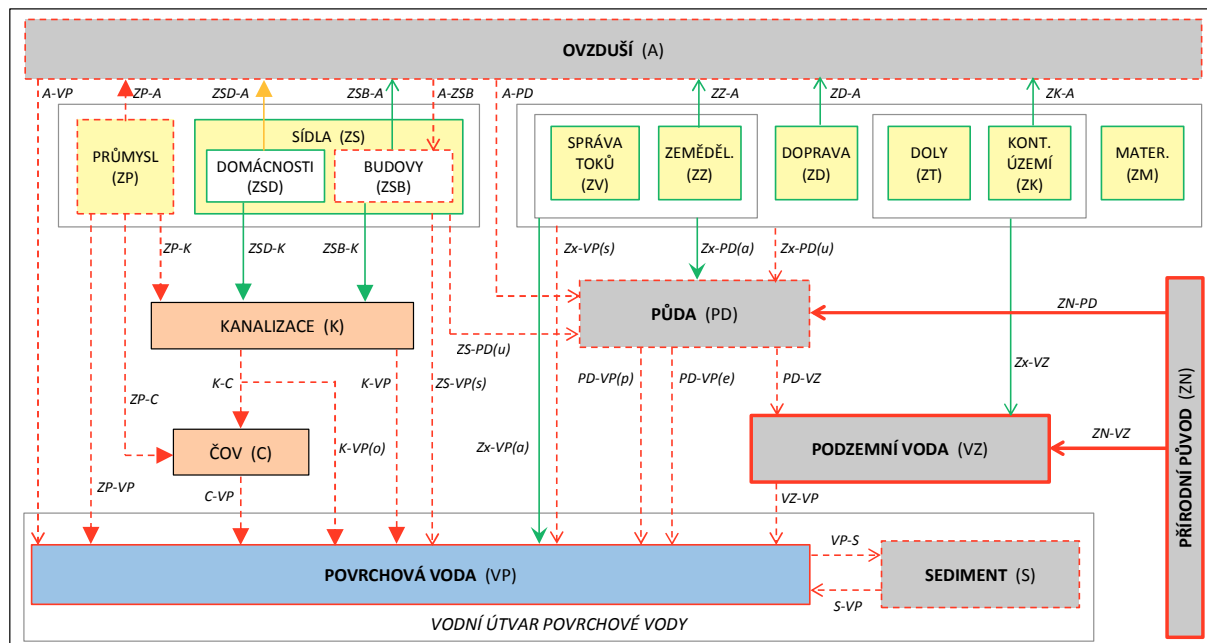 OVZDUŠÍ (A)
A-VP
ZP-A
ZSD-A
ZSB-A
A-ZSB
A-PD
ZZ-A
ZD-A
ZK-A
PRŮMYSL
(ZP)
SÍDLA (ZS)
DOMÁCNOSTI
(ZSD)
BUDOVY
(ZSB)
SPRÁVA
TOKŮ
(ZV)
ZEMĚDĚL.
(ZZ)
DOPRAVA
(ZD)
DOLY
(ZT)
KONT.
ÚZEMÍ
(ZK)
MATER.
(ZM)
ZP-K
ZSD-K
ZSB-K
Zx-VP(s)
Zx-PD(a)
Zx-PD(u)
KANALIZACE (K)
PŮDA (PD)
ZN-PD
ZS-PD(u)
K-C
K-VP
ZS-VP(s)
PD-VP(p)
PD-VP(e)
PD-VZ
Zx-VZ
ZP-C
ČOV (C)
K-VP(o)
Zx-VP(a)
PODZEMNÍ VODA (VZ)
ZN-VZ
PŘÍRODNÍ PŮVOD (ZN)
ZP-VP
C-VP
VZ-VP
POVRCHOVÁ VODA (VP)
VP-S
SEDIMENT (S)
S-VP
VODNÍ ÚTVAR POVRCHOVÉ VODY